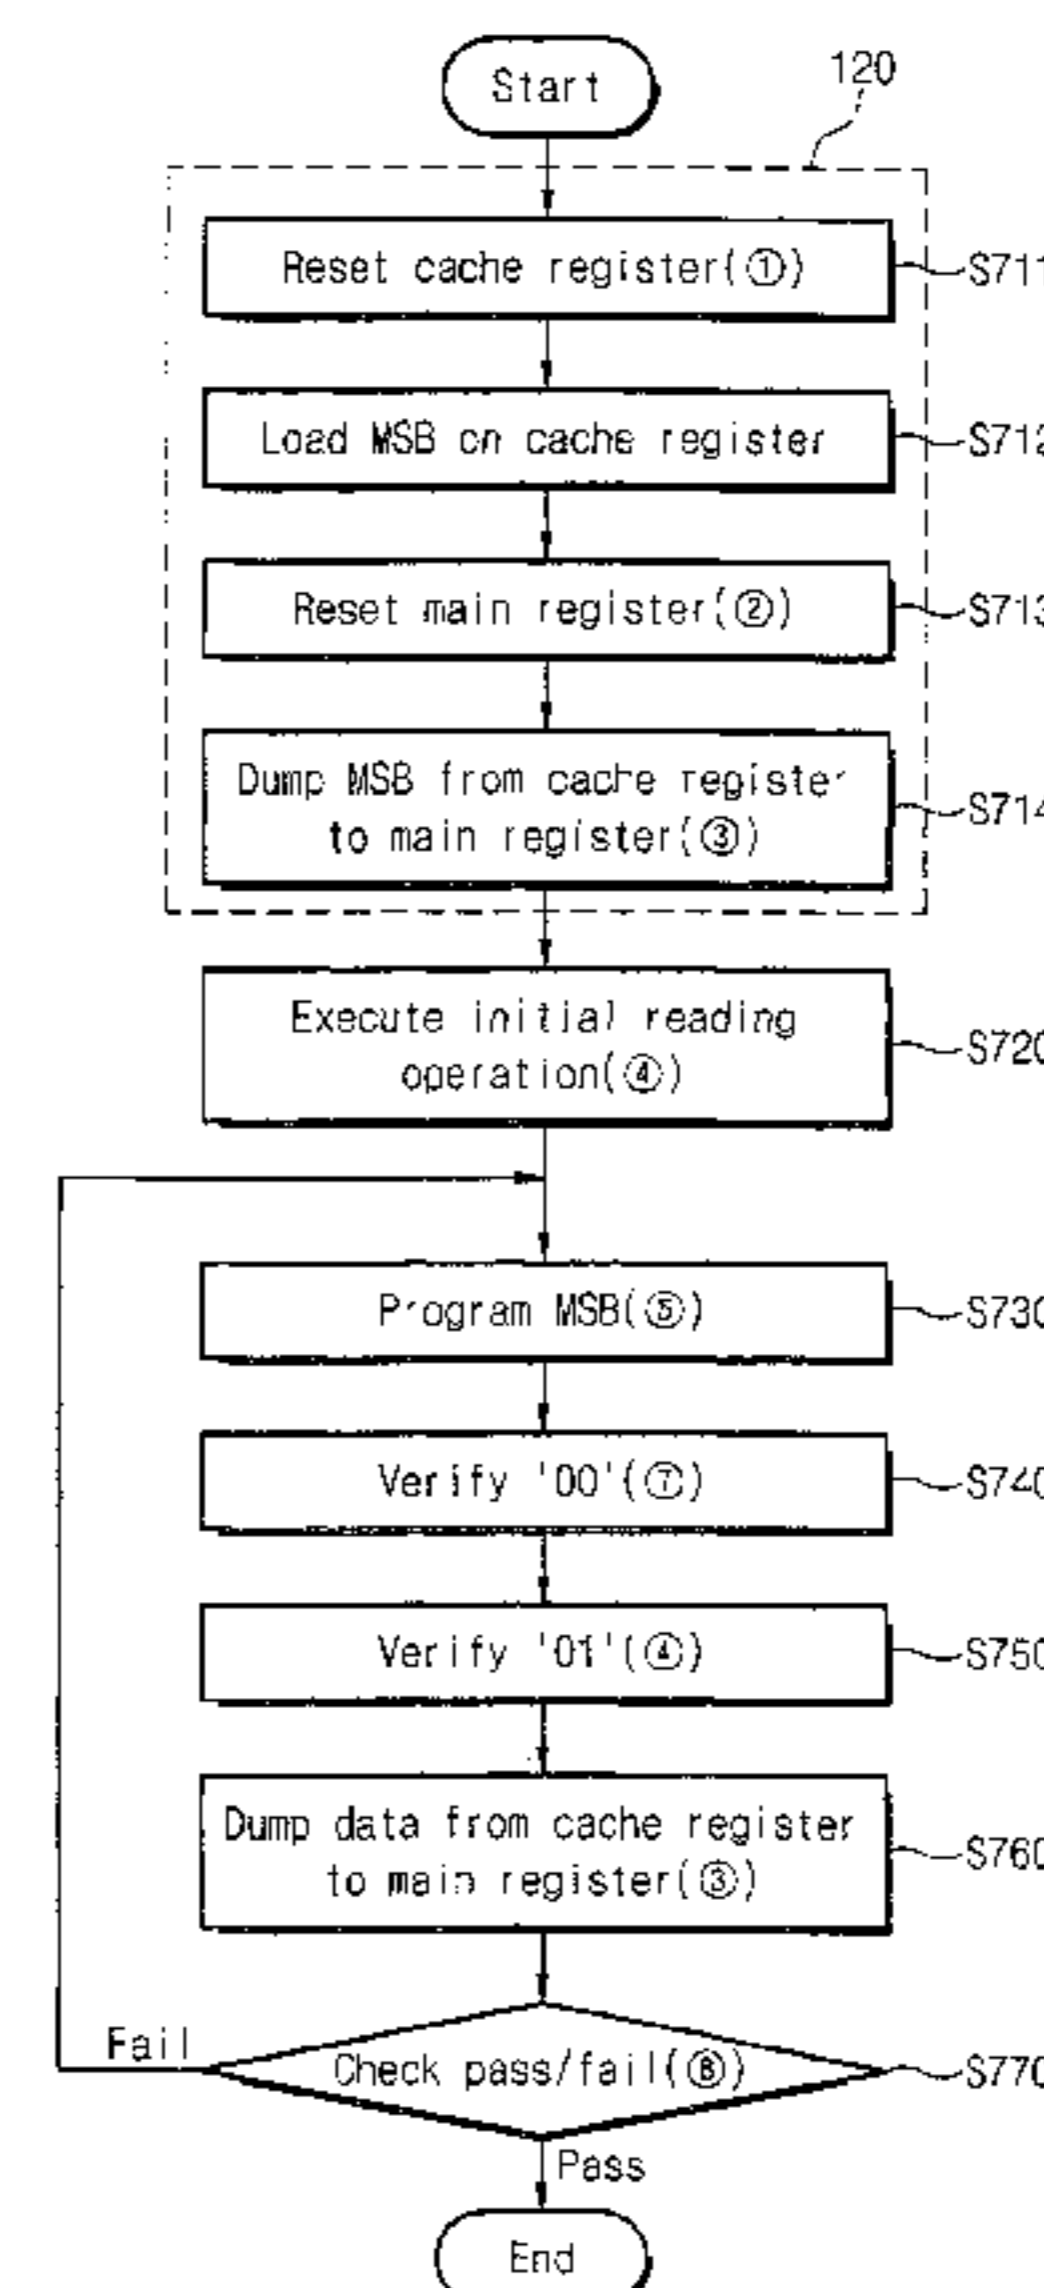 Start
120
Reset cache register(①)
S711
Load MSB on cache register
S712
Reset main register(②)
S713
Dump MSB from cache register
to main register(③)
S714
Execute initial reading
operation(④)
S720
Program MSB(⑤)
S730
Verify '00'(⑦)
S740
Verify '01'(④)
S750
Dump data from cache register
to main register(③)
S760
Fail
Check pass/fail(⑧)
S770
Pass
End